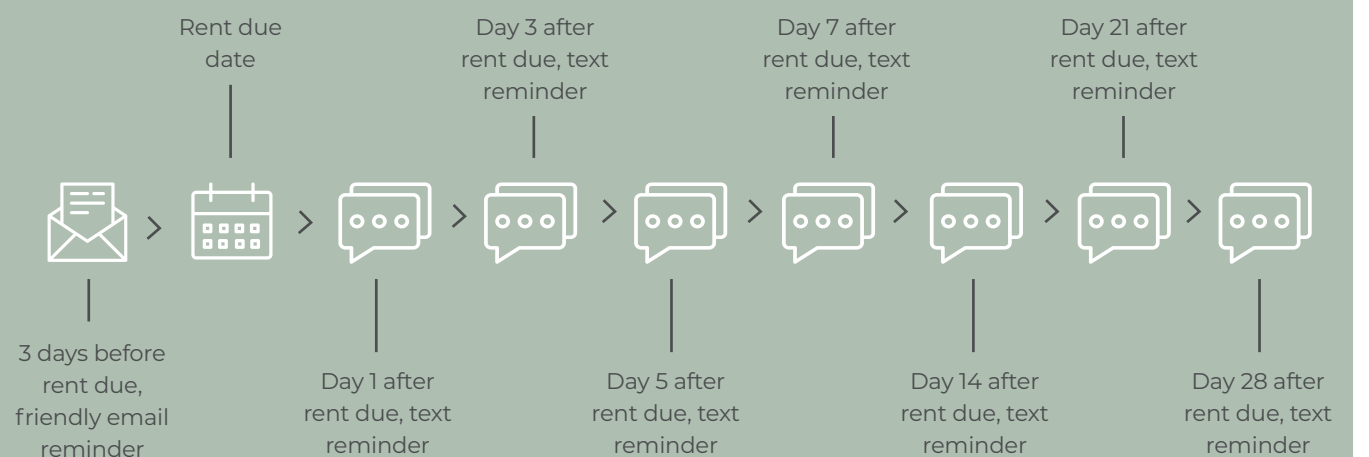 Rent due
date
Day 3 after
rent due, text
reminder
Day 7 after
rent due, text
reminder
Day 21 after
rent due, text
reminder
3 days before
rent due,
friendly email
reminder
Day 1 after
rent due, text
reminder
Day 5 after
rent due, text
reminder
Day 14 after
rent due, text
reminder
Day 28 after
rent due, text
reminder